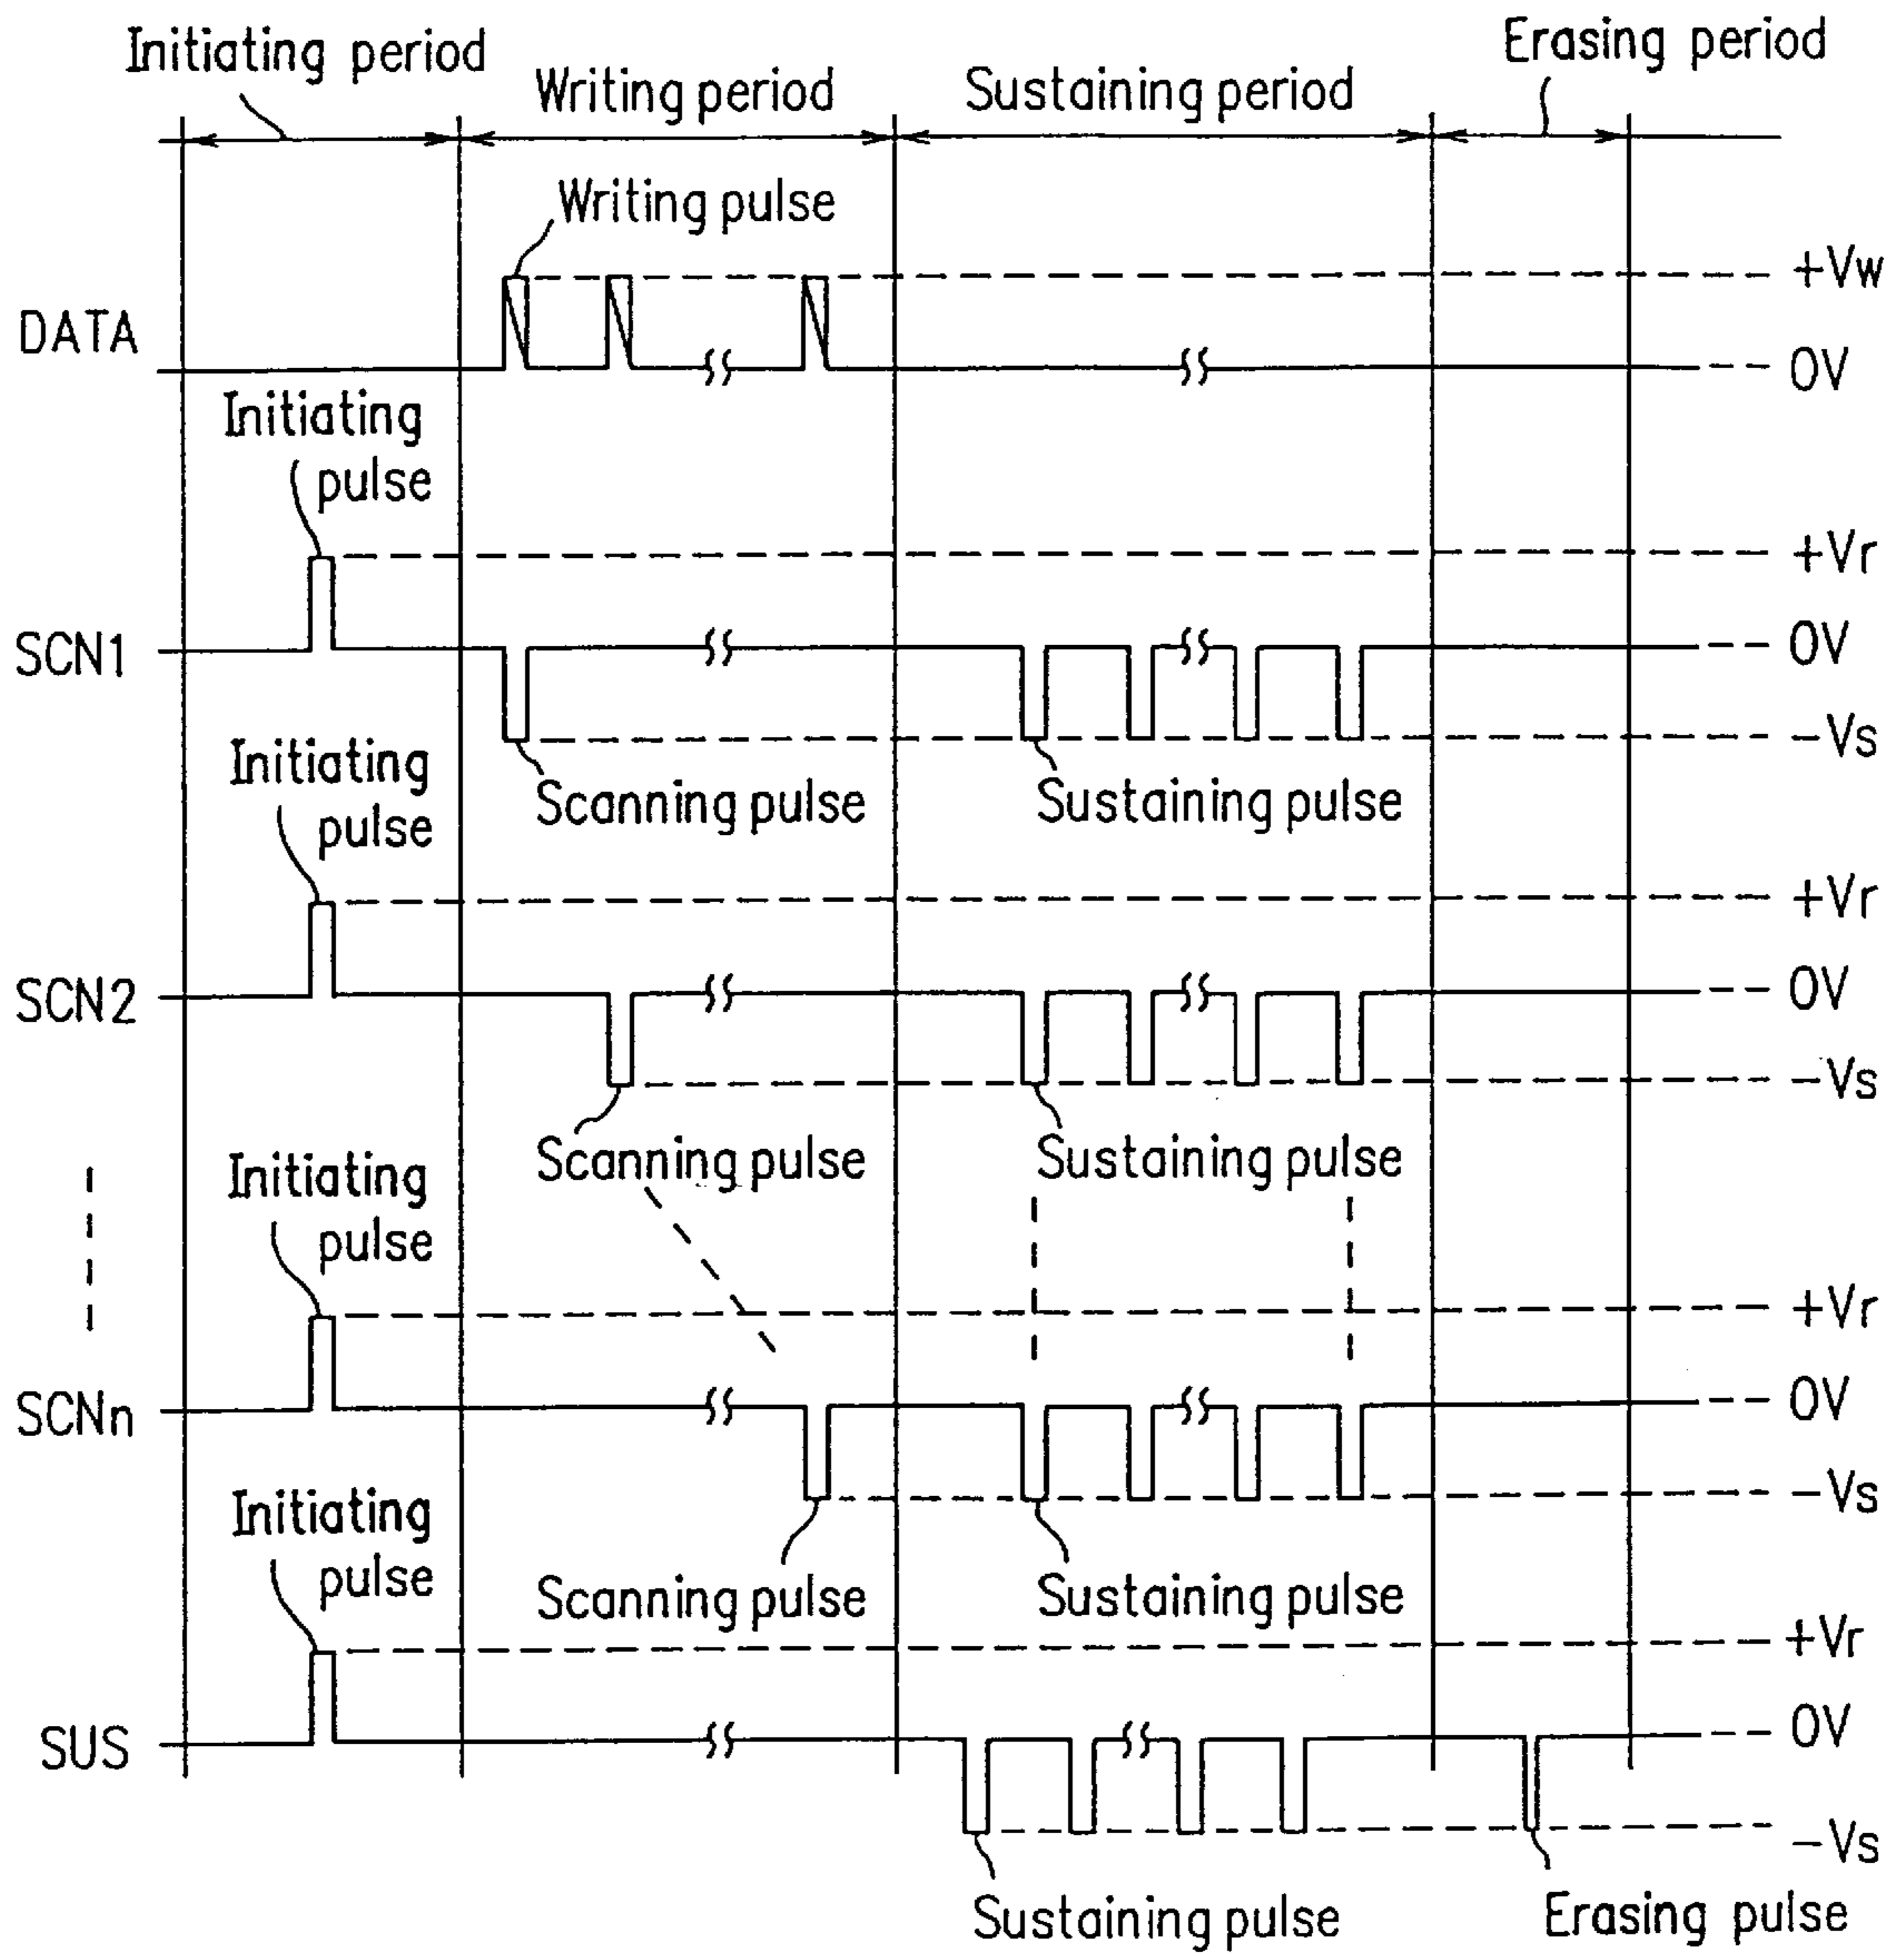 Initiating period
Writing period
Sustaining period
Erasing period
Writing pulse
+Vw
DATA
0V
Initiating
pulse
+Vr
SCN1
0V
-Vs
Scanning pulse
Sustaining pulse
Initiating
pulse
+Vr
SCN2
0V
-Vs
Scanning pulse
Sustaining pulse
Initiating
pulse
+Vr
SCNn
0V
-Vs
Scanning pulse
Sustaining pulse
Initiating
pulse
+Vr
SUS
0V
-Vs
Sustaining pulse
Erasing pulse